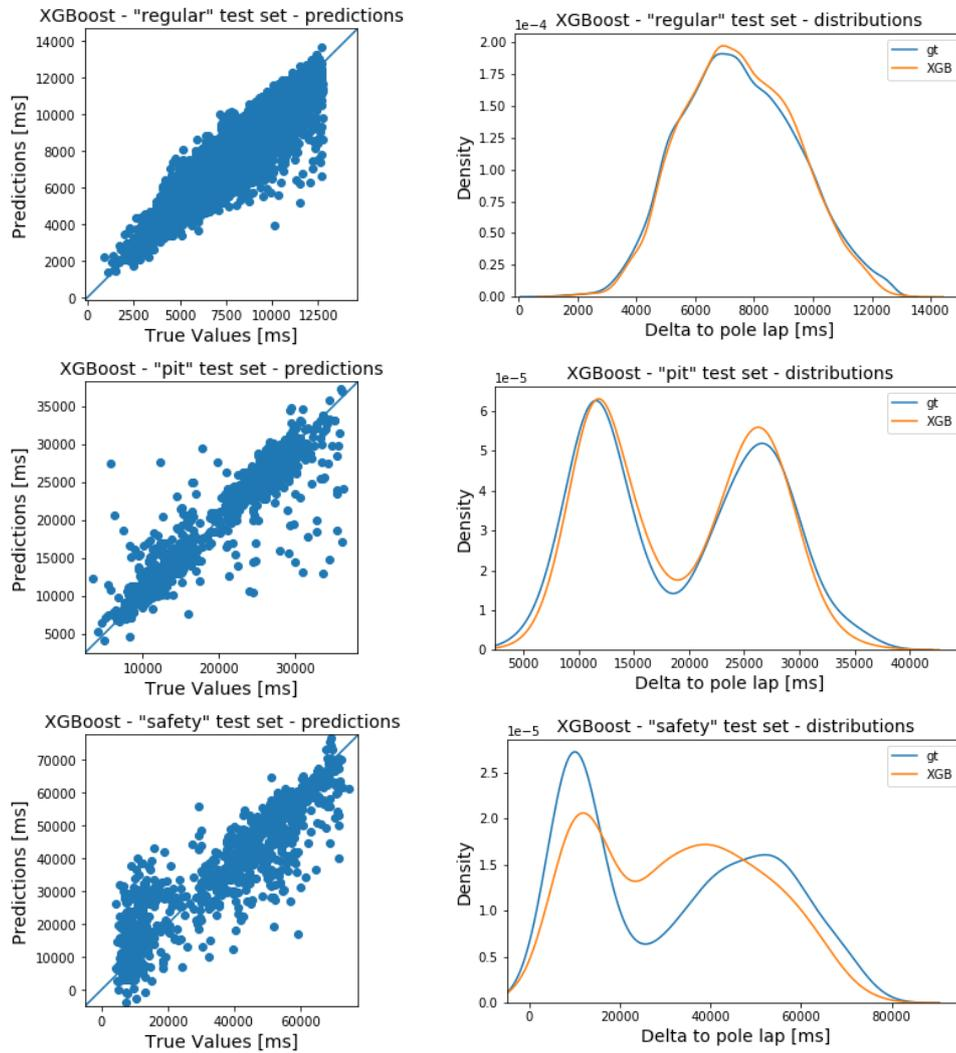 XGBoost - "regular" test set - predictions
14000
12000
10000
8000
6000
4000
2000
0
Predictions [ms]
0 2500 5000 7500 10000 12500
True Values [ms]
XGBoost - "regular" test set - distributions
1e−4
2.00
1.75
1.50
1.25
1.00
0.75
0.50
0.25
0.00
Density
gt
XGB
0 2000 4000 6000 8000 10000 12000 14000
Delta to pole lap [ms]
XGBoost - "pit" test set - predictions
35000
30000
25000
20000
15000
10000
5000
Predictions [ms]
10000 20000 30000
True Values [ms]
XGBoost - "pit" test set - distributions
1e−5
6
5
4
3
2
1
0
Density
gt
XGB
5000 10000 15000 20000 25000 30000 35000 40000
Delta to pole lap [ms]
XGBoost - "safety" test set - predictions
70000
60000
50000
40000
30000
20000
10000
0
Predictions [ms]
0 20000 40000 60000
True Values [ms]
XGBoost - "safety" test set - distributions
1e−5
2.5
2.0
1.5
1.0
0.5
0.0
Density
gt
XGB
0 20000 40000 60000 80000
Delta to pole lap [ms]